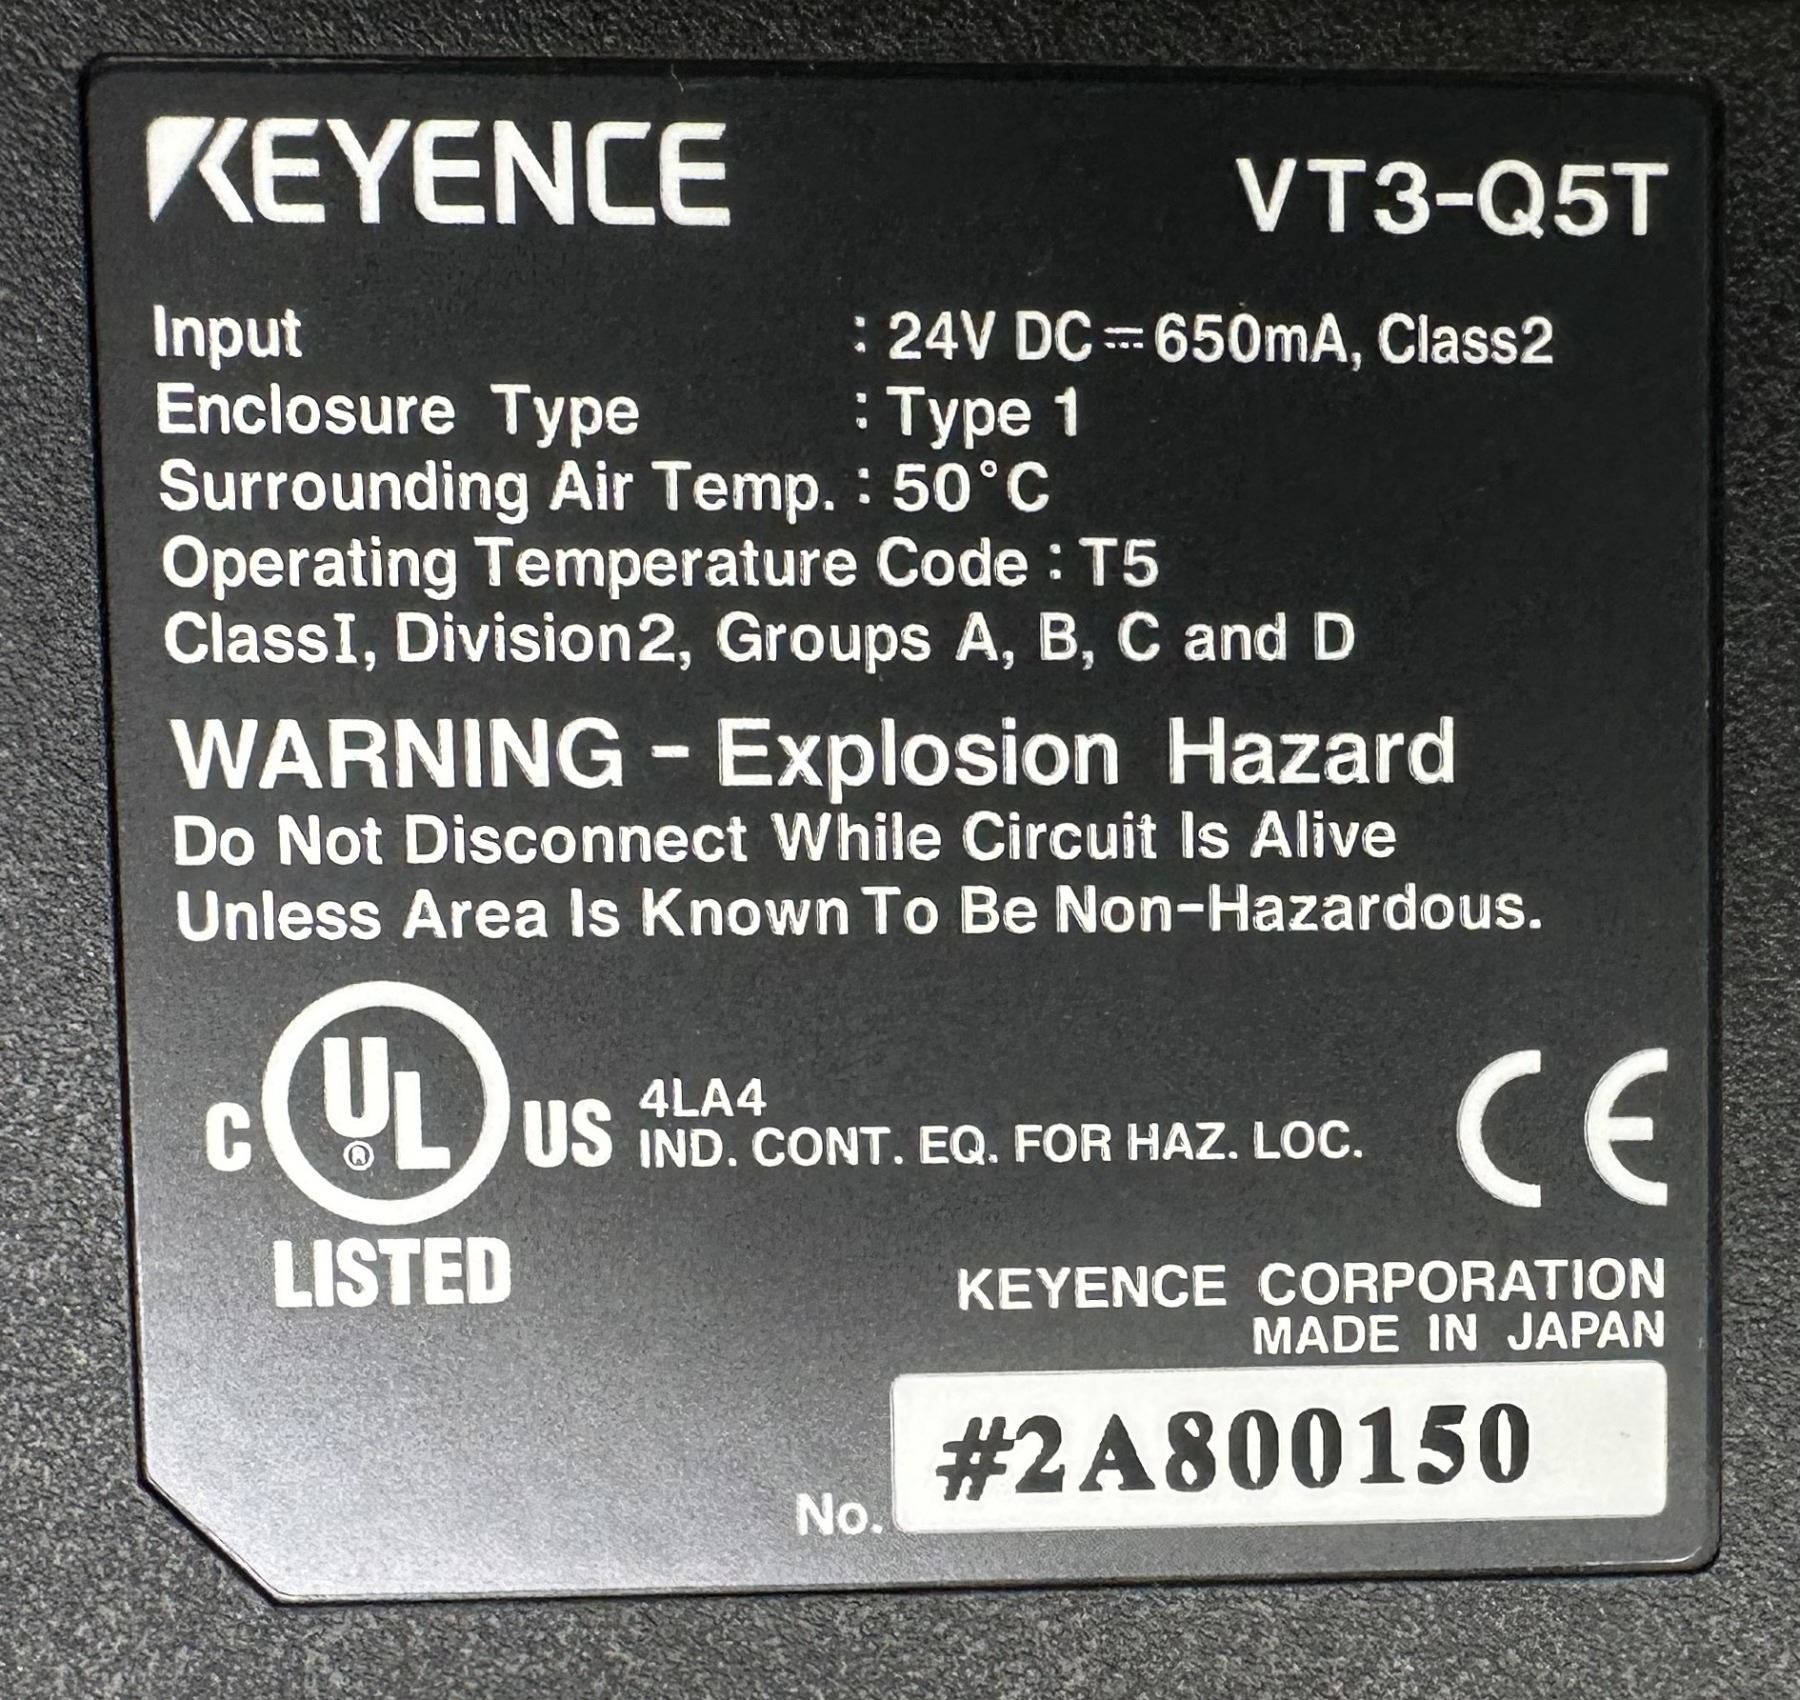 KEYENCE
VT3-Q5T
Input : 24V DC⎓650mA, Class2
Enclosure Type : Type 1
Surrounding Air Temp. : 50°C
Operating Temperature Code : T5
ClassI, Division2, Groups A, B, C and D
WARNING - Explosion Hazard
Do Not Disconnect While Circuit Is Alive
Unless Area Is Known To Be Non-Hazardous.
C UL ® US
LISTED
4LA4
IND. CONT. EQ. FOR HAZ. LOC.
CE
KEYENCE CORPORATION
MADE IN JAPAN
No. #2A800150